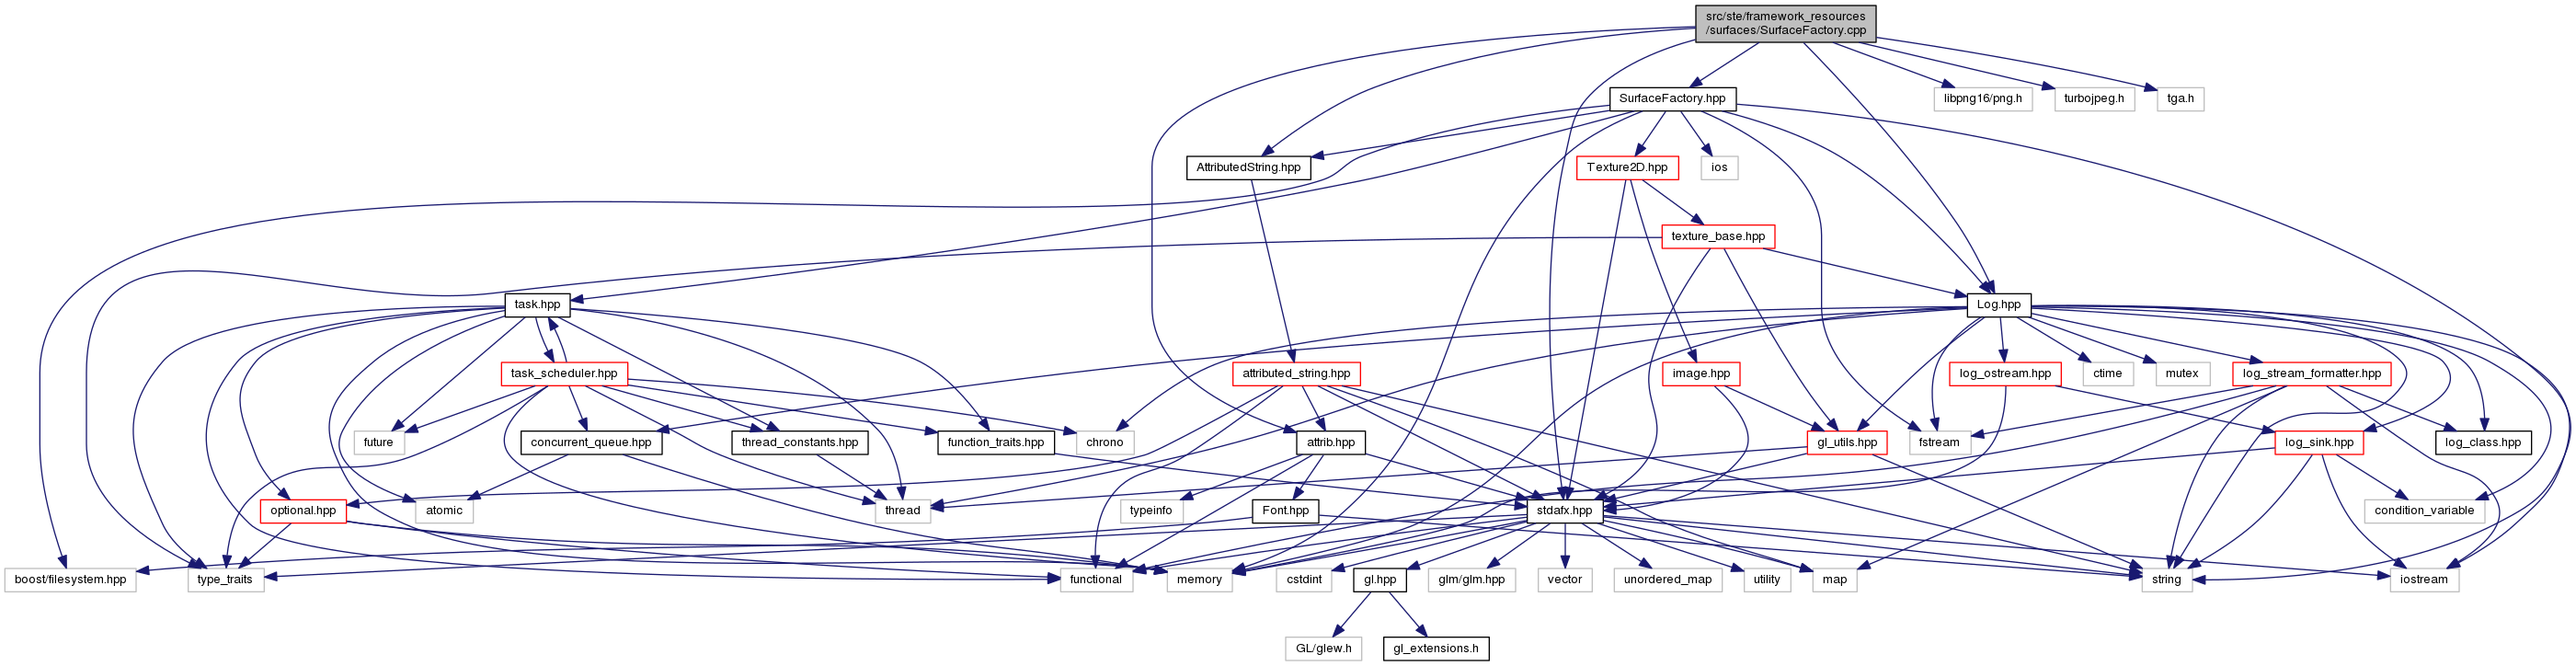 src/ste/framework_resources
/surfaces/SurfaceFactory.cpp
SurfaceFactory.hpp
libpng16/png.h
turbojpeg.h
tga.h
AttributedString.hpp
Texture2D.hpp
ios
texture_base.hpp
task.hpp
Log.hpp
task_scheduler.hpp
attributed_string.hpp
image.hpp
log_ostream.hpp
ctime
mutex
log_stream_formatter.hpp
future
concurrent_queue.hpp
thread_constants.hpp
function_traits.hpp
chrono
attrib.hpp
gl_utils.hpp
fstream
log_sink.hpp
log_class.hpp
optional.hpp
atomic
thread
typeinfo
Font.hpp
stdafx.hpp
condition_variable
boost/filesystem.hpp
type_traits
functional
memory
cstdint
gl.hpp
glm/glm.hpp
vector
unordered_map
utility
map
string
iostream
GL/glew.h
gl_extensions.h